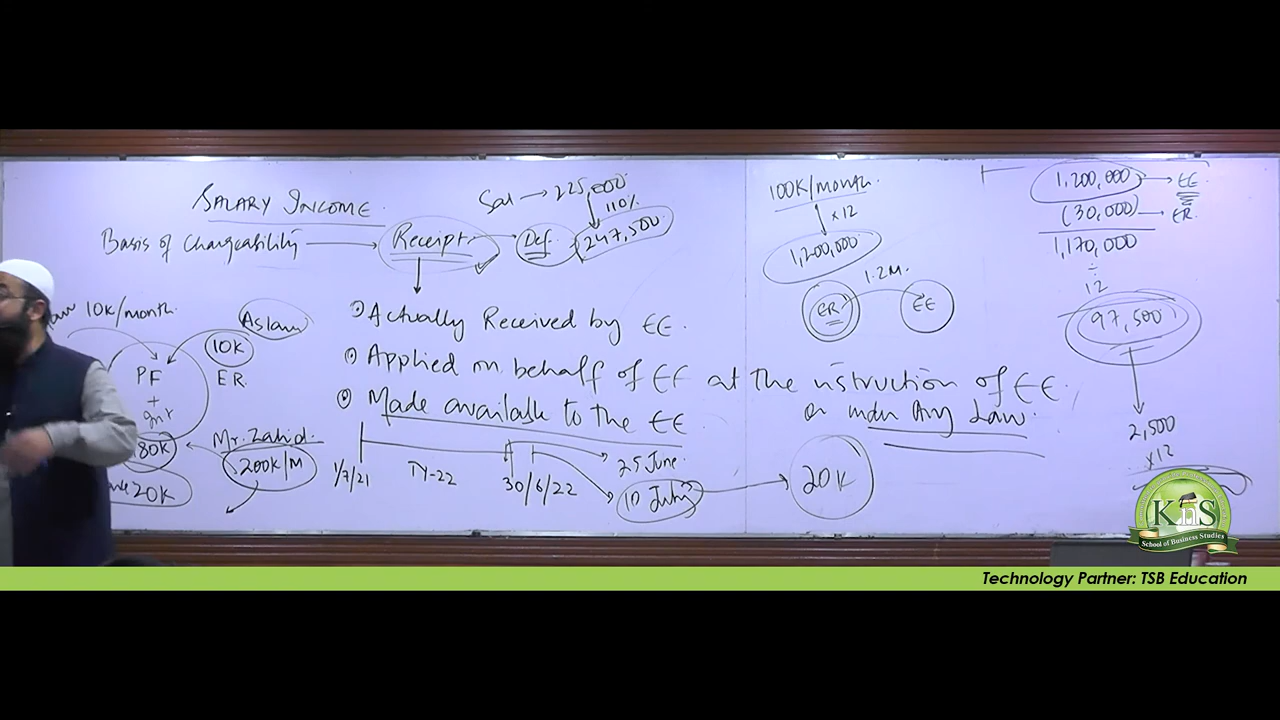 SALARY INCOME
Basis of Chargeability
Receipt
Def.
Sal → 225,000
110%
247,500
Actually Received by EE.
Applied on behalf of EE at the instruction of EE.
or under Any Law.
Made available to the EE
10K/month.
Aslam
10K
ER.
PF
+
80K
20K
Mr. Zahid.
200K/M
1/7/21
TY-22
30/6/22
25 June
10 July
20K
100K/month.
x12
1,200,000
1.2M.
ER
EE
1,200,000 → EE
(30,000) → ER.
1,170,000
÷
12
97,500
2,500
x12
KnS
School of Business Studies
Technology Partner: TSB Education